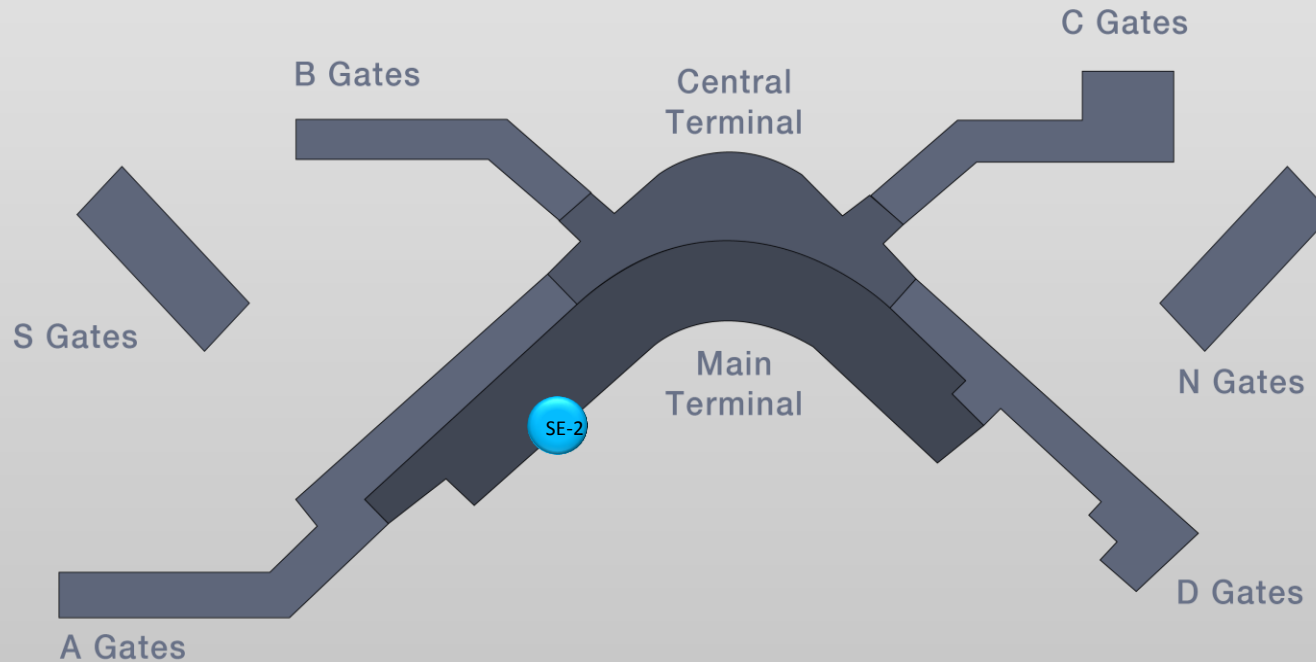 C Gates
B Gates
Central
Terminal
S Gates
Main
Terminal
N Gates
SE-2
D Gates
A Gates